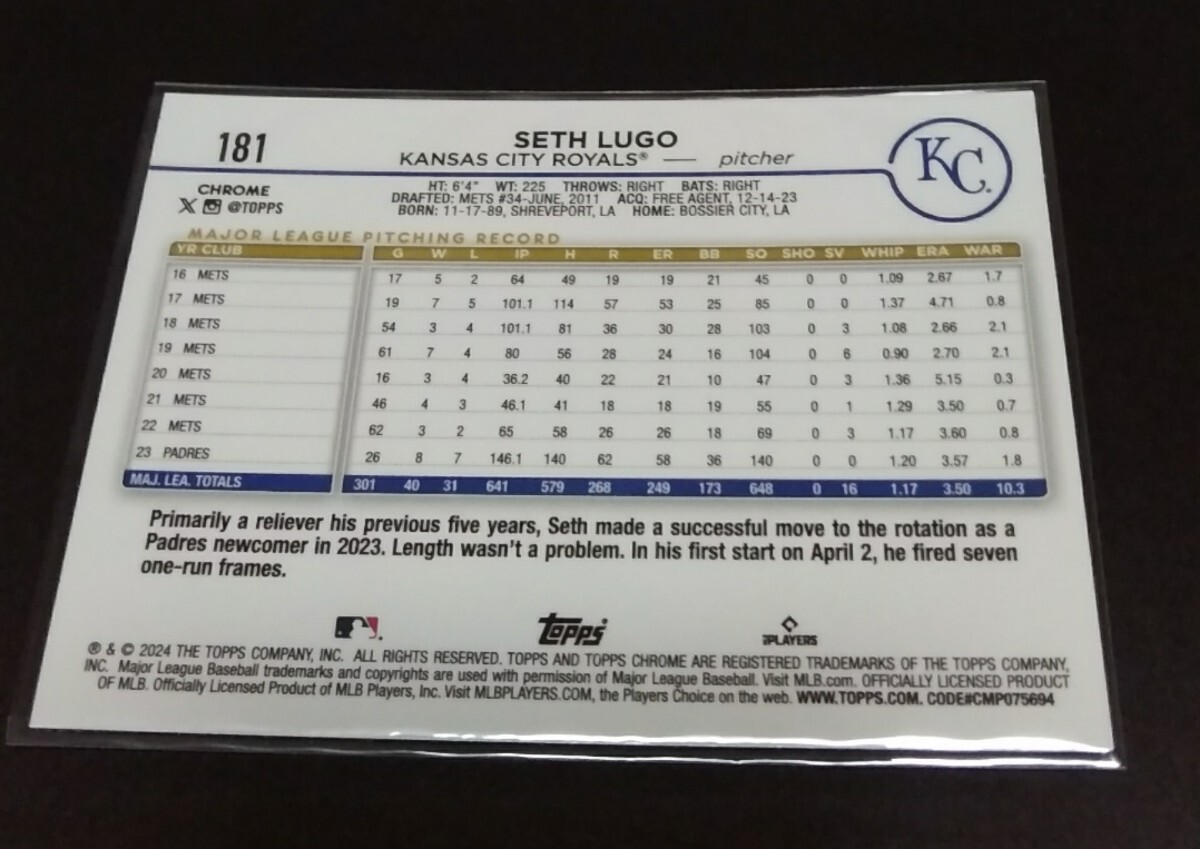 181
SETH LUGO
KANSAS CITY ROYALS® — pitcher
KC
CHROME
@TOPPS
HT: 6'4" WT: 225 THROWS: RIGHT BATS: RIGHT
DRAFTED: METS #34-JUNE, 2011 ACQ: FREE AGENT, 12-14-23
BORN: 11-17-89, SHREVEPORT, LA HOME: BOSSIER CITY, LA
MAJOR LEAGUE PITCHING RECORD
YR CLUB G W L IP H R ER BB SO SHO SV WHIP ERA WAR
16 METS 17 5 2 64 49 19 19 21 45 0 0 1.09 2.67 1.7
17 METS 19 7 5 101.1 114 57 53 25 85 0 0 1.37 4.71 0.8
18 METS 54 3 4 101.1 81 36 30 28 103 0 3 1.08 2.66 2.1
19 METS 61 7 4 80 56 28 24 16 104 0 6 0.90 2.70 2.1
20 METS 16 3 4 36.2 40 22 21 10 47 0 3 1.36 5.15 0.3
21 METS 46 4 3 46.1 41 18 18 19 55 0 1 1.29 3.50 0.7
22 METS 62 3 2 65 58 26 26 18 69 0 3 1.17 3.60 0.8
23 PADRES 26 8 7 146.1 140 62 58 36 140 0 0 1.20 3.57 1.8
MAJ. LEA. TOTALS 301 40 31 641 579 268 249 173 648 0 16 1.17 3.50 10.3
Primarily a reliever his previous five years, Seth made a successful move to the rotation as a
Padres newcomer in 2023. Length wasn't a problem. In his first start on April 2, he fired seven
one-run frames.
topps
PLAYERS
® & © 2024 THE TOPPS COMPANY, INC. ALL RIGHTS RESERVED. TOPPS AND TOPPS CHROME ARE REGISTERED TRADEMARKS OF THE TOPPS COMPANY,
INC. Major League Baseball trademarks and copyrights are used with permission of Major League Baseball. Visit MLB.com. OFFICIALLY LICENSED PRODUCT
OF MLB. Officially Licensed Product of MLB Players, Inc. Visit MLBPLAYERS.COM, the Players Choice on the web. WWW.TOPPS.COM. CODE#CMP075694